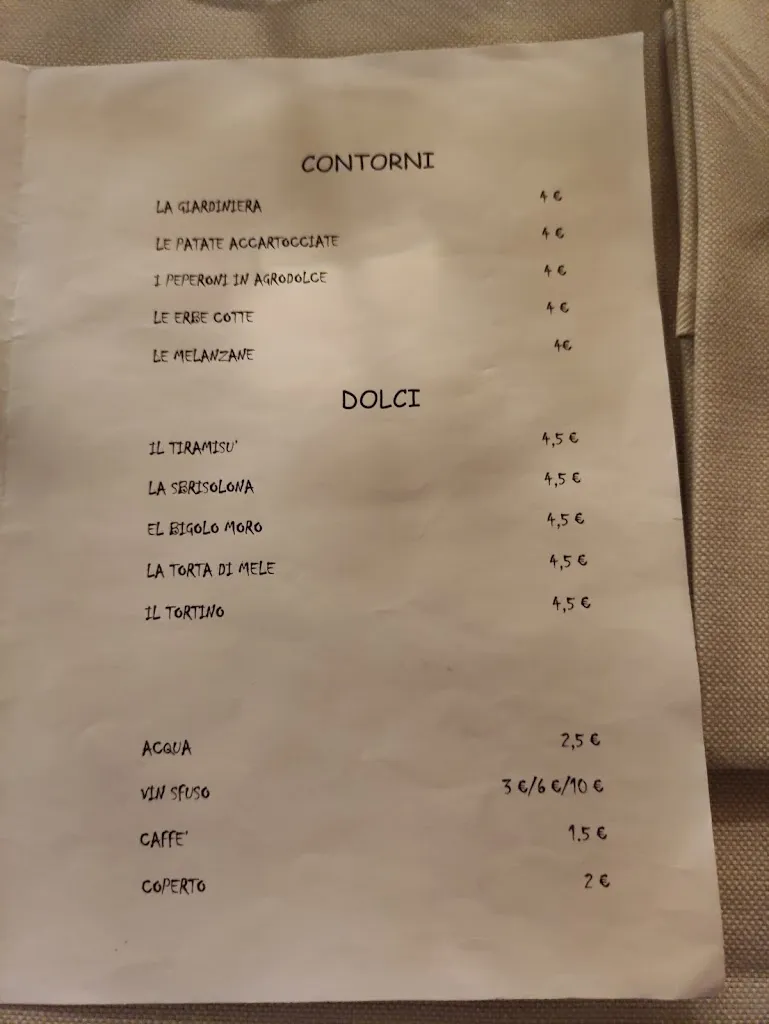 CONTORNI
LA GIARDINIERA 4 €
LE PATATE ACCARTOCCIATE 4 €
I PEPERONI IN AGRODOLCE 4 €
LE ERBE COTTE 4 €
LE MELANZANE 4€
DOLCI
IL TIRAMISU' 4,5 €
LA SBRISOLONA 4,5 €
EL BIGOLO MORO 4,5 €
LA TORTA DI MELE 4,5 €
IL TORTINO 4,5 €
ACQUA 2,5 €
VIN SFUSO 3 €/6 €/10 €
CAFFE' 1.5 €
COPERTO 2 €